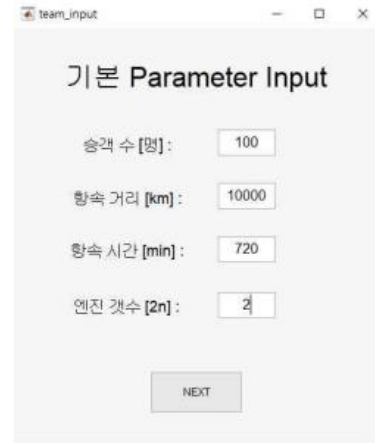 team_input
기본 Parameter Input
승객 수 [명] : 100
항속 거리 [km] : 10000
항속 시간 [min] : 720
엔진 갯수 [2n] : 2
NEXT